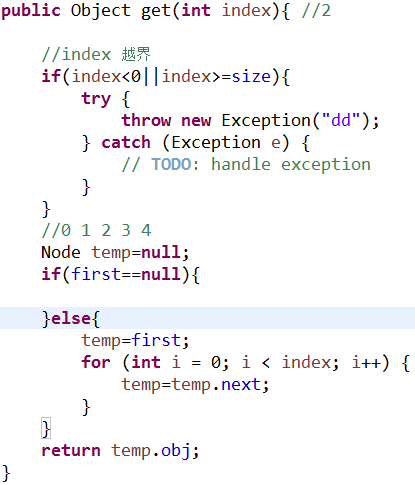 public Object get(int index){ //2
//index 越界
if(index<0||index>=size){
try {
throw new Exception("dd");
} catch (Exception e) {
// TODO: handle exception
}
}
//0 1 2 3 4
Node temp=null;
if(first==null){
}else{
temp=first;
for (int i = 0; i < index; i++) {
temp=temp.next;
}
}
return temp.obj;
}